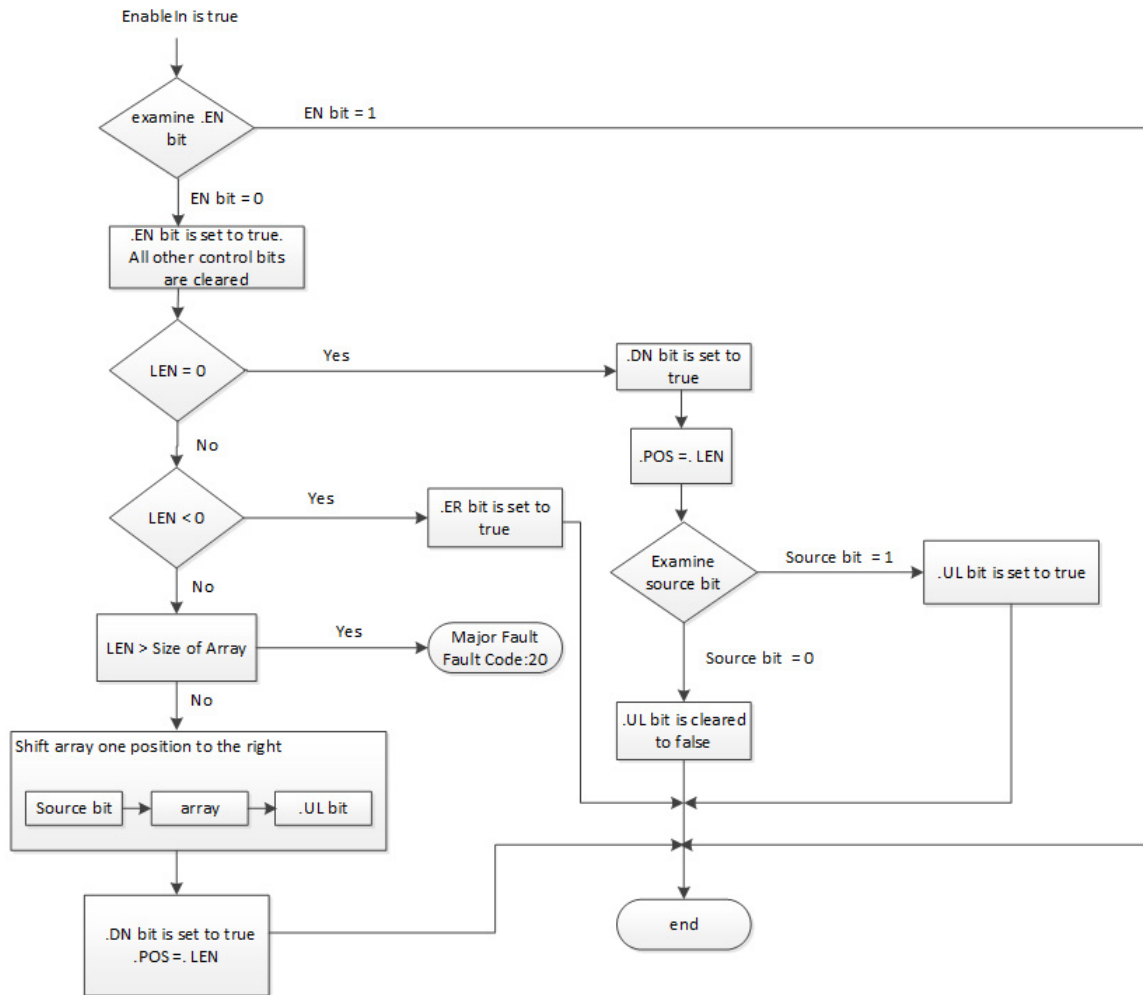 EnableIn is true
examine .EN
bit
EN bit = 1
EN bit = 0
.EN bit is set to true.
All other control bits
are cleared
LEN = 0
Yes
.DN bit is set to
true
No
.POS =. LEN
LEN < 0
Yes
.ER bit is set to
true
Examine
source bit
Source bit  = 1
.UL bit is set to true
No
LEN > Size of Array
Yes
Major Fault
Fault Code:20
Source bit  = 0
No
.UL bit is cleared
to false
Shift array one position to the right
Source bit
array
.UL bit
.DN bit is set to true
.POS =. LEN
end